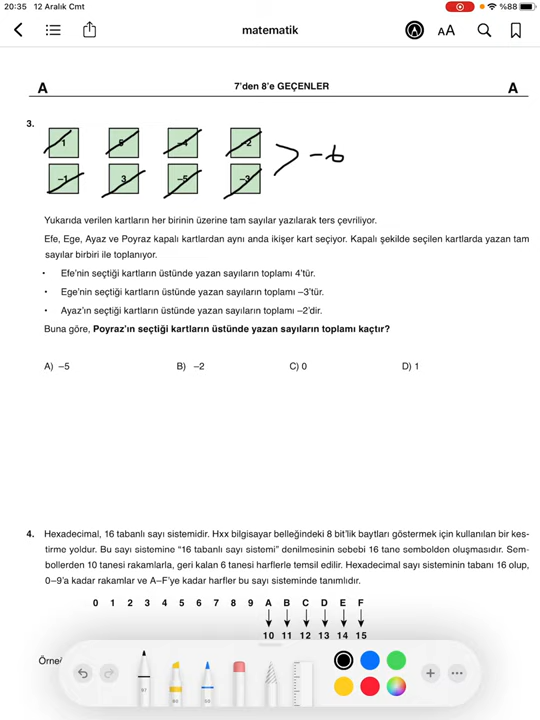 20:35 12 Aralık Cmt %88
matematik
AA
A 7'den 8'e GEÇENLER A
3.
1 5 −4 −2
−1 3 −5 −3
> −6
Yukarıda verilen kartların her birinin üzerine tam sayılar yazılarak ters çevriliyor.
Efe, Ege, Ayaz ve Poyraz kapalı kartlardan aynı anda ikişer kart seçiyor. Kapalı şekilde seçilen kartlarda yazan tam
sayılar birbiri ile toplanıyor.
• Efe'nin seçtiği kartların üstünde yazan sayıların toplamı 4'tür.
• Ege'nin seçtiği kartların üstünde yazan sayıların toplamı −3'tür.
• Ayaz'ın seçtiği kartların üstünde yazan sayıların toplamı −2'dir.
Buna göre, Poyraz'ın seçtiği kartların üstünde yazan sayıların toplamı kaçtır?
A) −5 B) −2 C) 0 D) 1
4. Hexadecimal, 16 tabanlı sayı sistemidir. Hxx bilgisayar belleğindeki 8 bit'lik baytları göstermek için kullanılan bir kes-
tirme yoldur. Bu sayı sistemine "16 tabanlı sayı sistemi" denilmesinin sebebi 16 tane sembolden oluşmasıdır. Sem-
bollerden 10 tanesi rakamlarla, geri kalan 6 tanesi harflerle temsil edilir. Hexadecimal sayı sisteminin tabanı 16 olup,
0–9'a kadar rakamlar ve A–F'ye kadar harfler bu sayı sisteminde tanımlıdır.
0 1 2 3 4 5 6 7 8 9 A B C D E F
10 11 12 13 14 15